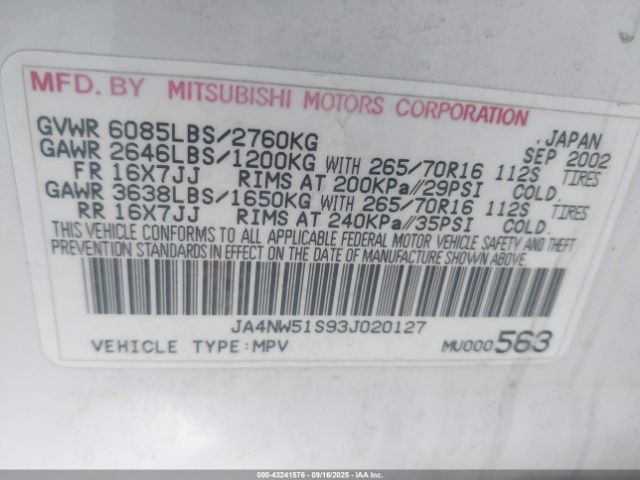 MFD. BY MITSUBISHI MOTORS CORPORATION
GVWR 6085LBS/2760KG JAPAN
GAWR 2646LBS/1200KG WITH 265/70R16 112S TIRES SEP 2002
FR 16X7JJ RIMS AT 200KPa//29PSI COLD.
GAWR 3638LBS/1650KG WITH 265/70R16 112S TIRES
RR 16X7JJ RIMS AT 240KPa//35PSI COLD.
THIS VEHICLE CONFORMS TO ALL APPLICABLE FEDERAL MOTOR VEHICLE SAFETY AND THEFT
PREVENTION STANDARDS IN EFFECT ON THE DATE OF MANUFACTURE SHOWN ABOVE.
JA4NW51S93J020127
VEHICLE TYPE:MPV MU000563
000-43241576 - 09/16/2025 - IAAI.COM